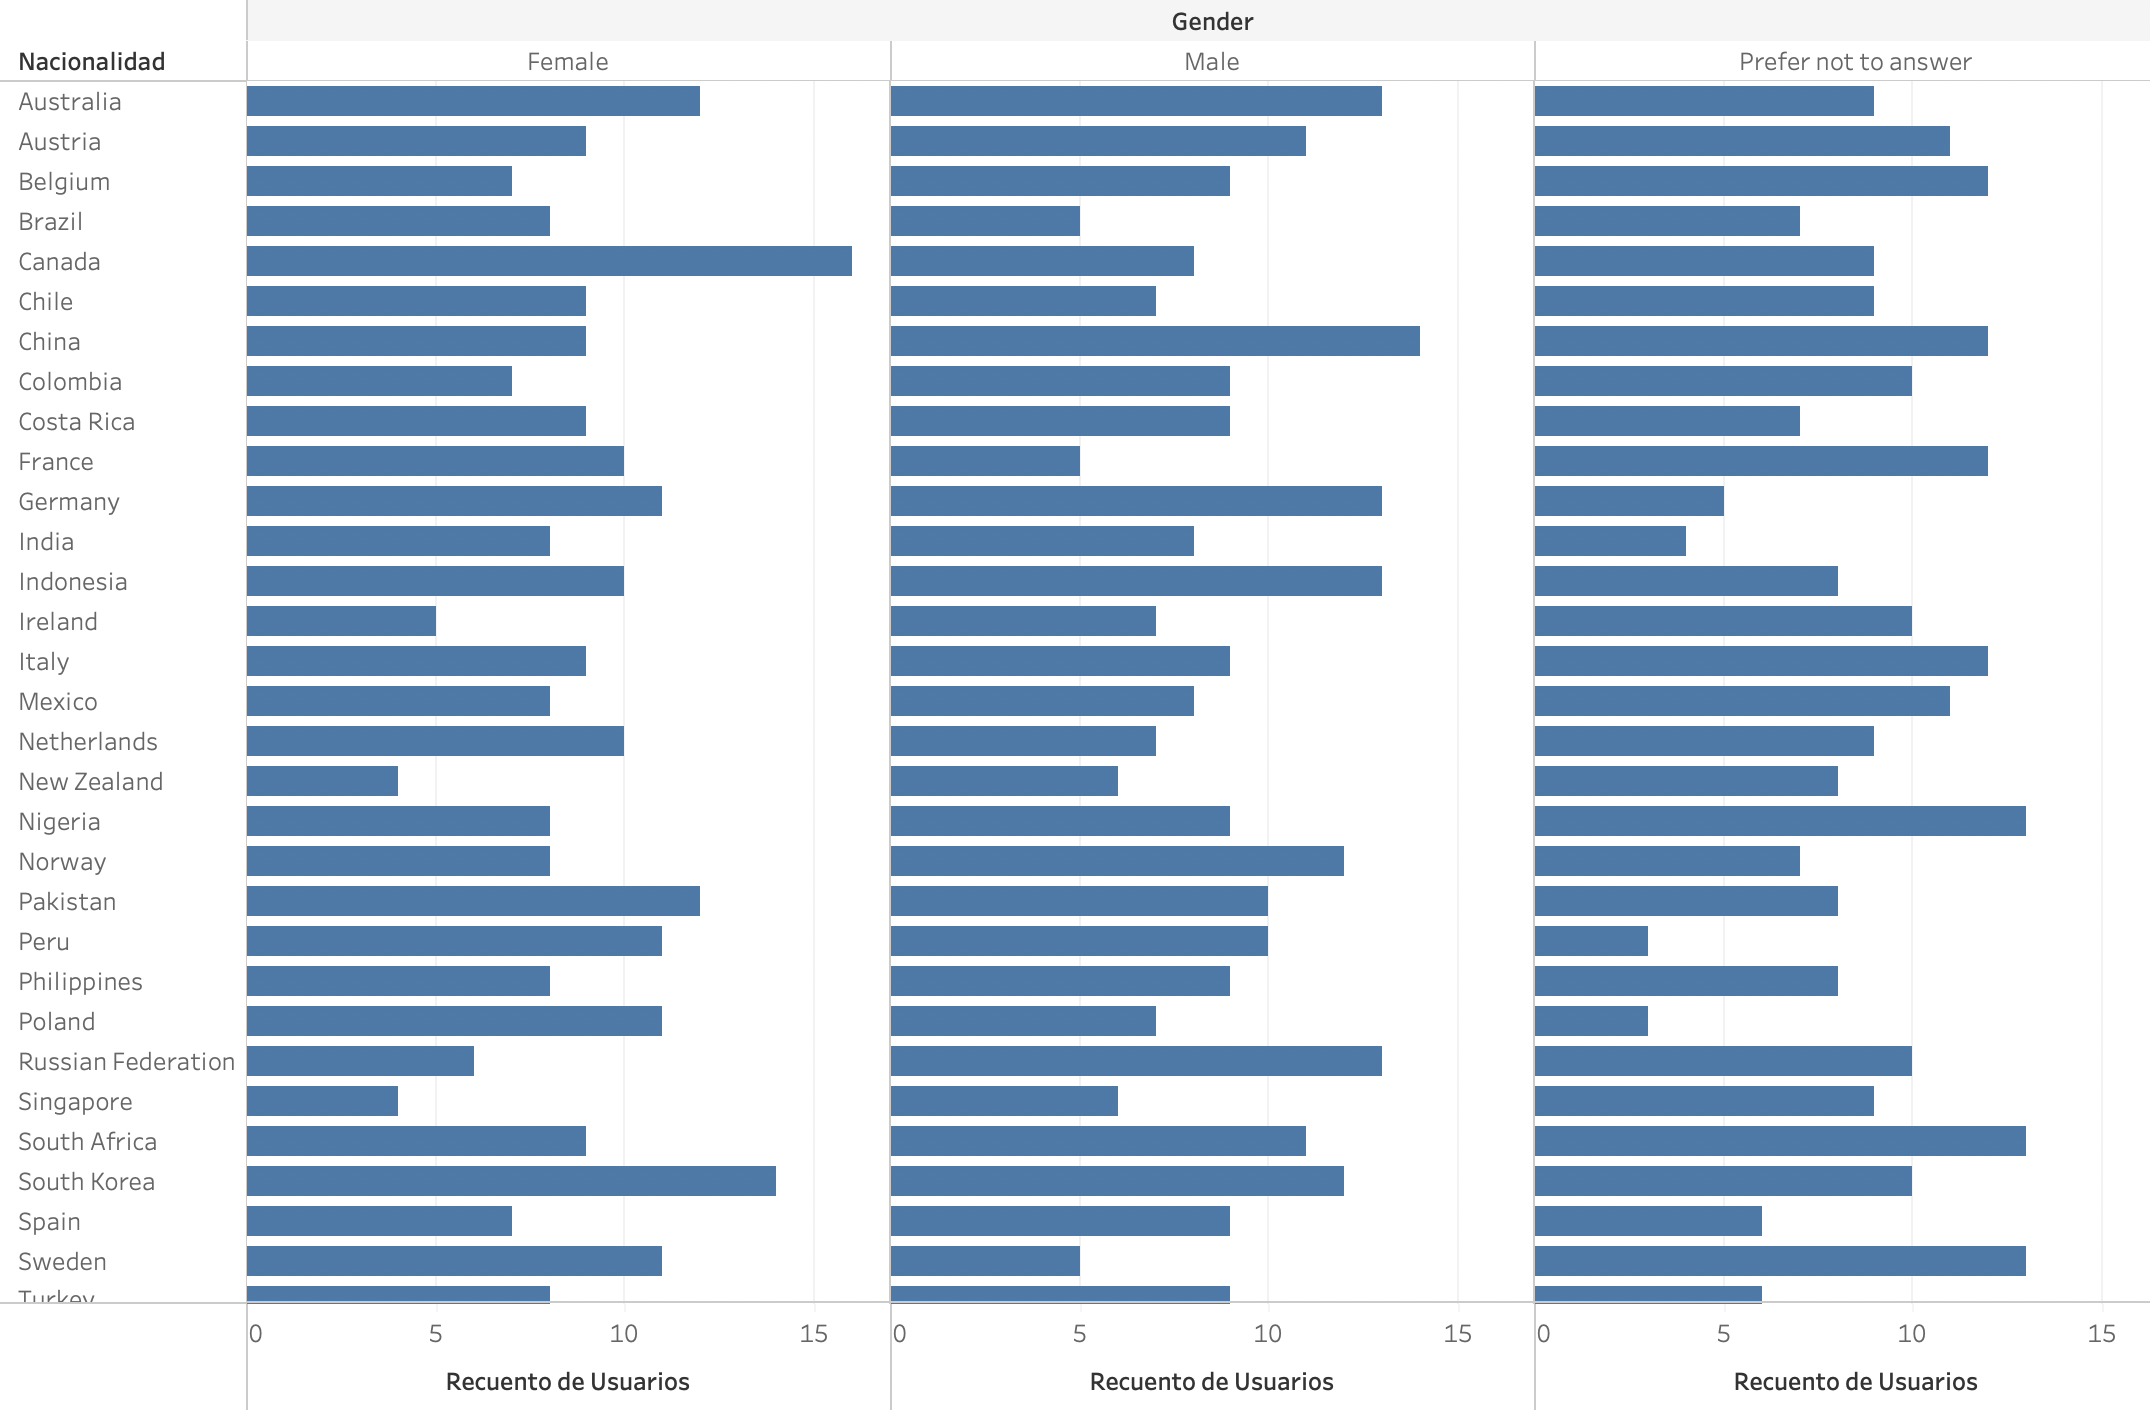 Gender
Nacionalidad Female Male Prefer not to answer
Australia
Austria
Belgium
Brazil
Canada
Chile
China
Colombia
Costa Rica
France
Germany
India
Indonesia
Ireland
Italy
Mexico
Netherlands
New Zealand
Nigeria
Norway
Pakistan
Peru
Philippines
Poland
Russian Federation
Singapore
South Africa
South Korea
Spain
Sweden
Turkey
0 5 10 15 0 5 10 15 0 5 10 15
Recuento de Usuarios Recuento de Usuarios Recuento de Usuarios